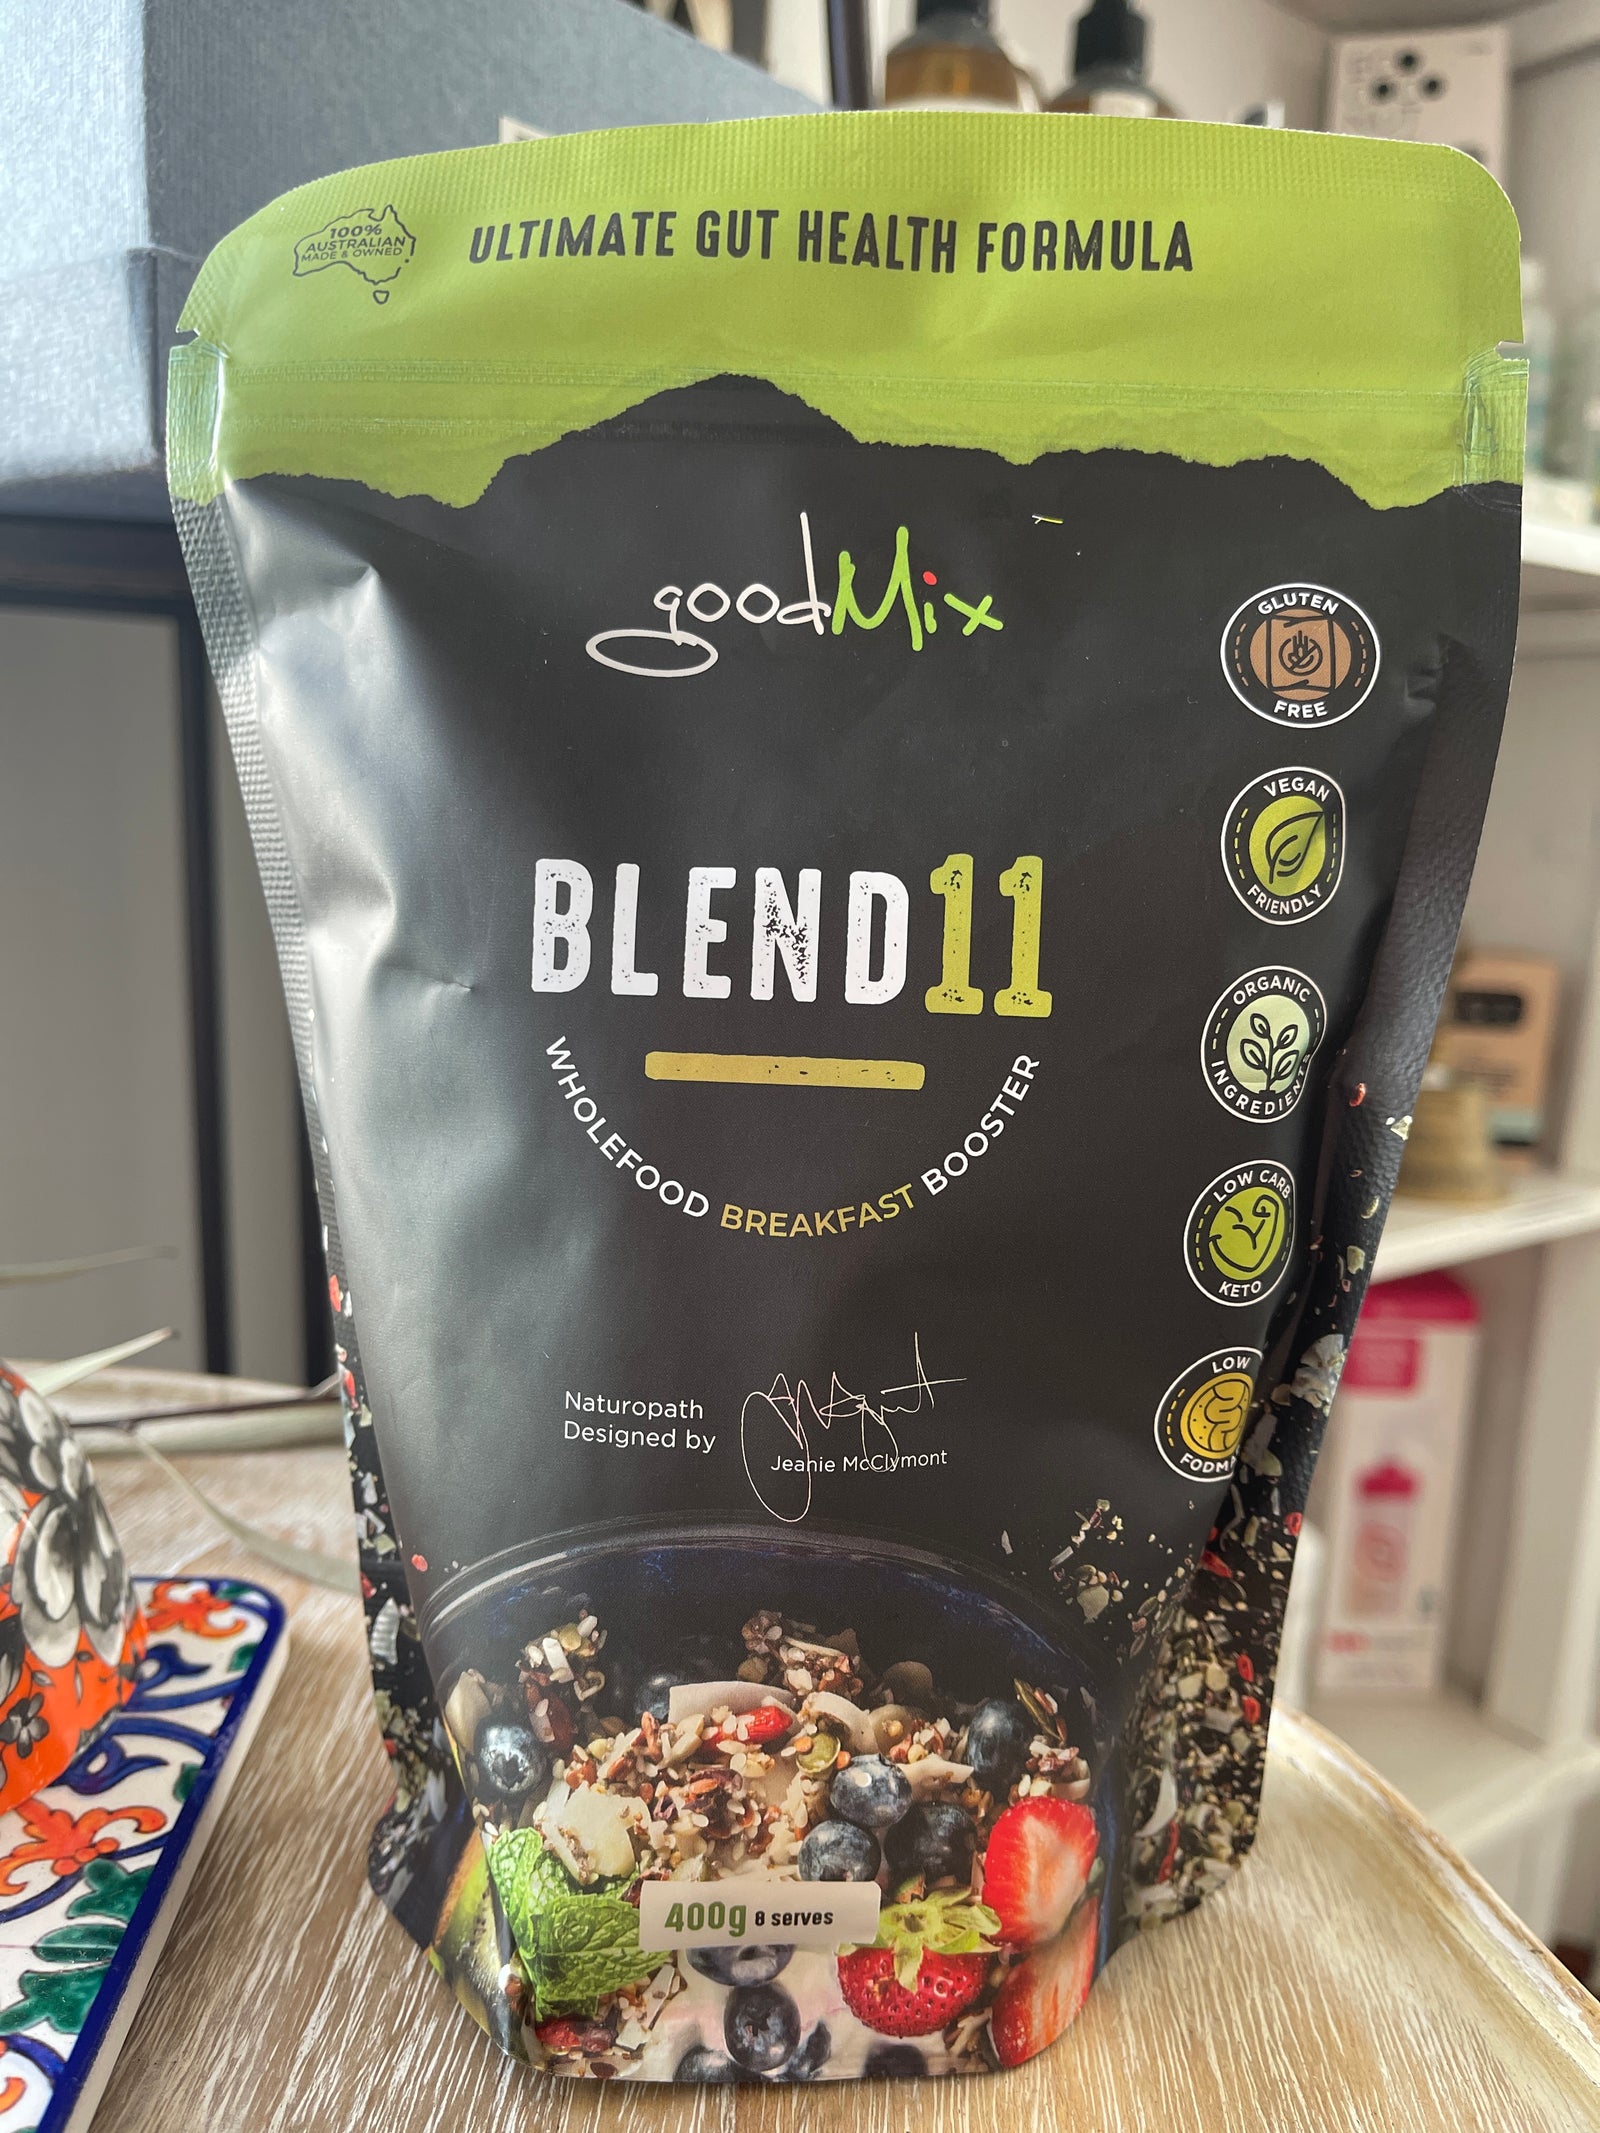 100%
AUSTRALIAN
MADE & OWNED
ULTIMATE GUT HEALTH FORMULA
goodMix
GLUTEN
FREE
VEGAN
FRIENDLY
BLEND11
WHOLEFOOD BREAKFAST BOOSTER
ORGANIC
INGREDIENTS
LOW CARB
KETO
Naturopath
Designed by
Jeanie McClymont
LOW
400g 8 serves